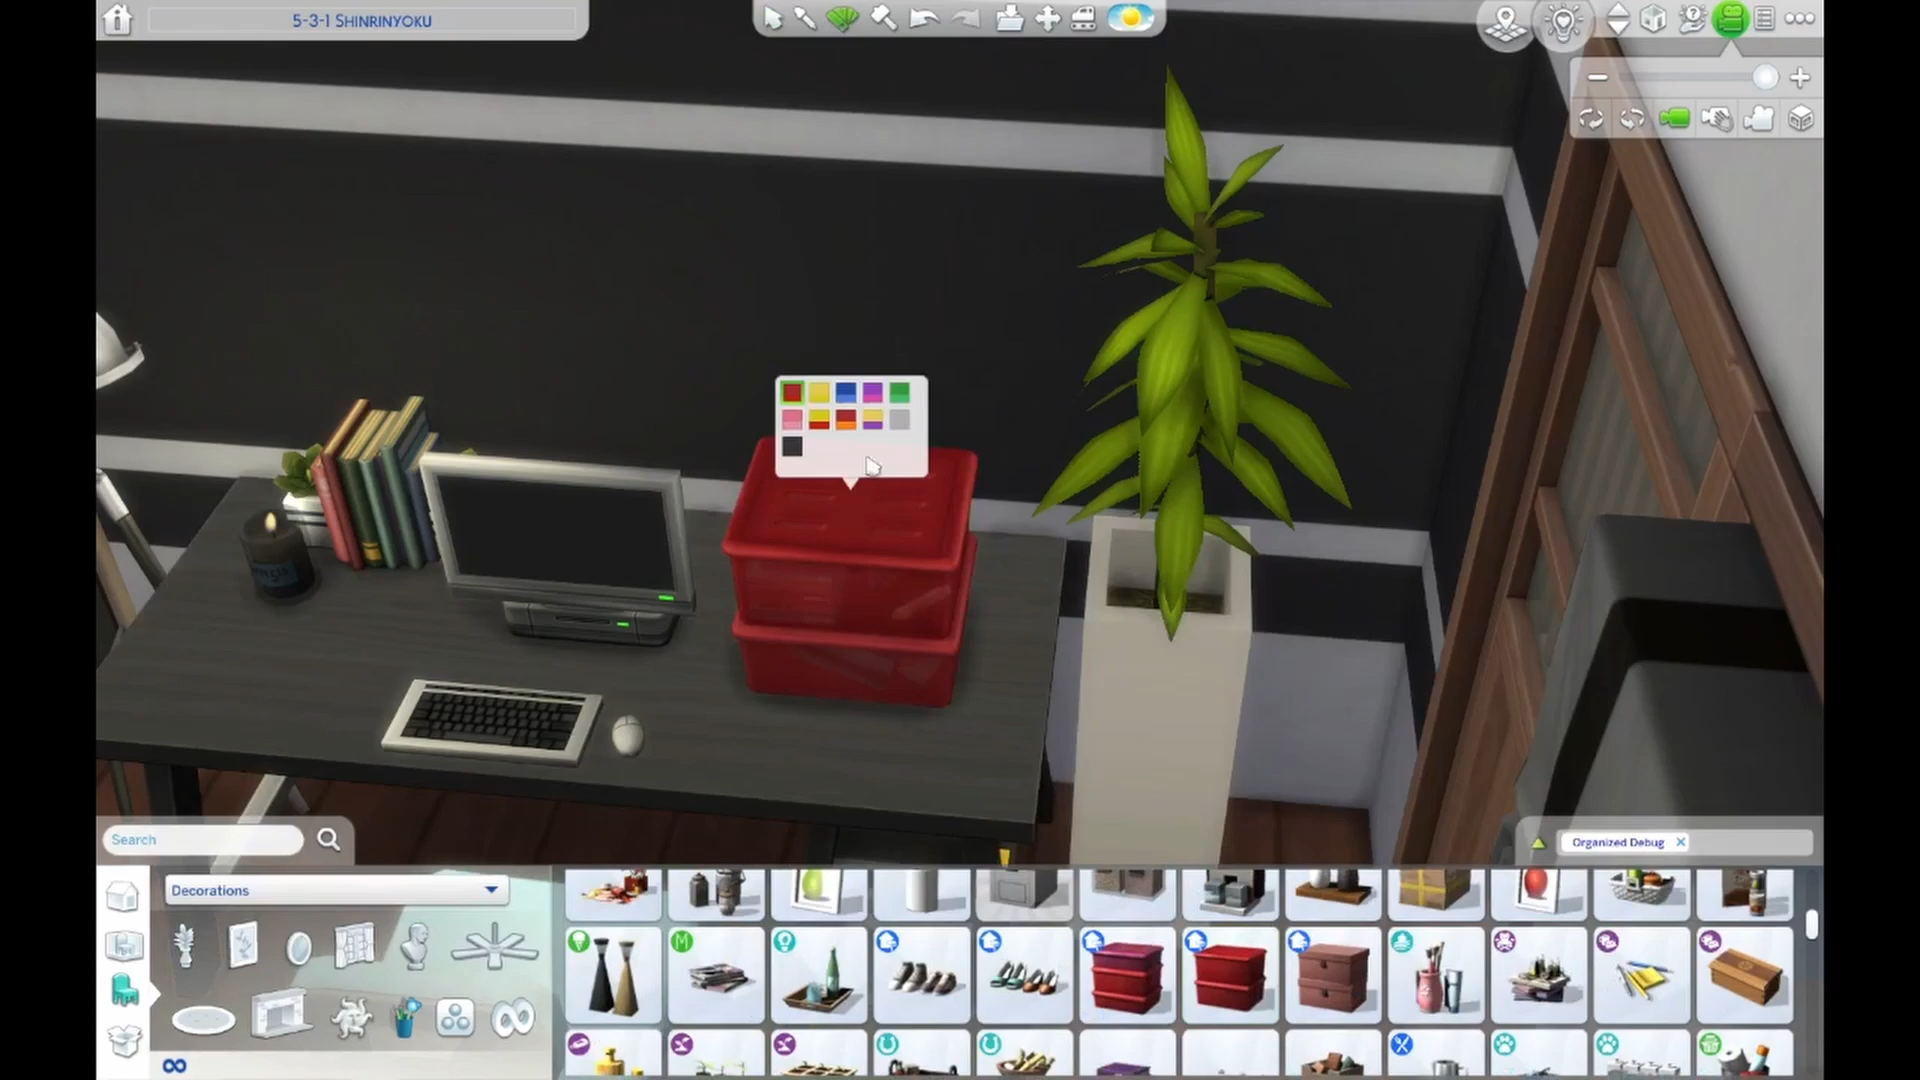 5-3-1 SHINRINYOKU
Search
Organized Debug
Decorations
M